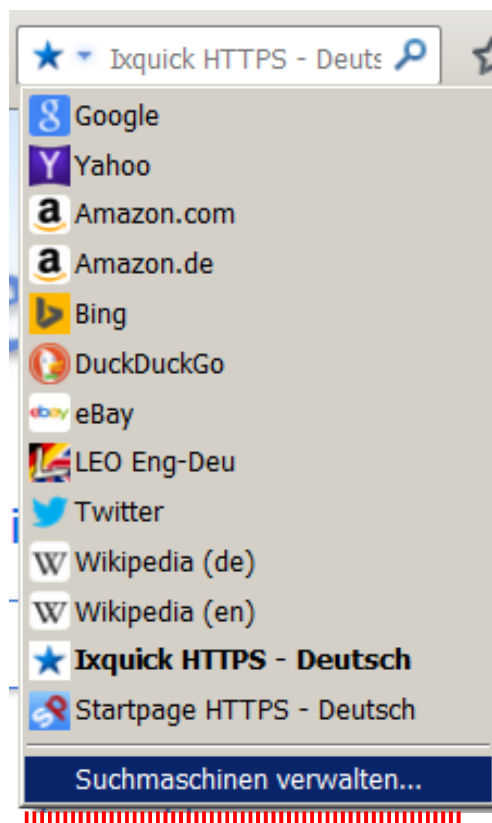 Ixquick HTTPS - Deuts
Google
Yahoo
Amazon.com
Amazon.de
Bing
DuckDuckGo
eBay
LEO Eng-Deu
Twitter
Wikipedia (de)
Wikipedia (en)
Ixquick HTTPS - Deutsch
Startpage HTTPS - Deutsch
Suchmaschinen verwalten...